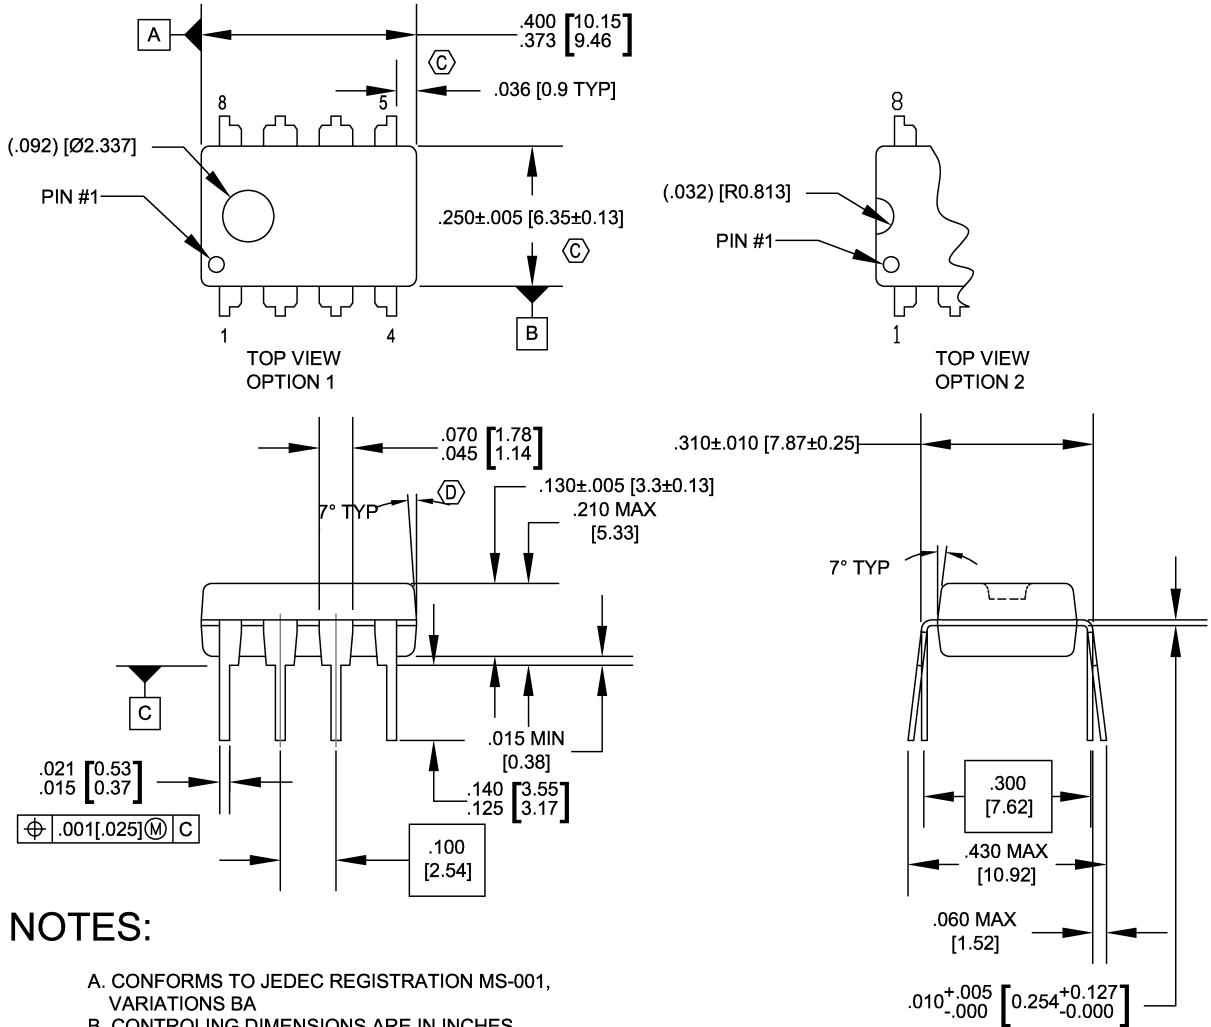 A
.400 [10.15]
.373 [9.46]
C
.036 [0.9 TYP]
8
5
(.092) [Ø2.337]
PIN #1
.250±.005 [6.35±0.13]
C
B
1
4
TOP VIEW
OPTION 1
8
(.032) [R0.813]
PIN #1
1
TOP VIEW
OPTION 2
.070 [1.78]
.045 [1.14]
7° TYP
D
.130±.005 [3.3±0.13]
.210 MAX
[5.33]
C
.015 MIN
[0.38]
.021 [0.53]
.015 [0.37]
.140 [3.55]
.125 [3.17]
⌖ .001[.025]Ⓜ C
.100
[2.54]
.310±.010 [7.87±0.25]
7° TYP
.300
[7.62]
.430 MAX
[10.92]
.060 MAX
[1.52]
.010+.005-.000 [0.254+0.127-0.000]
NOTES:
A. CONFORMS TO JEDEC REGISTRATION MS-001,
VARIATIONS BA
B. CONTROLING DIMENSIONS ARE IN INCHES